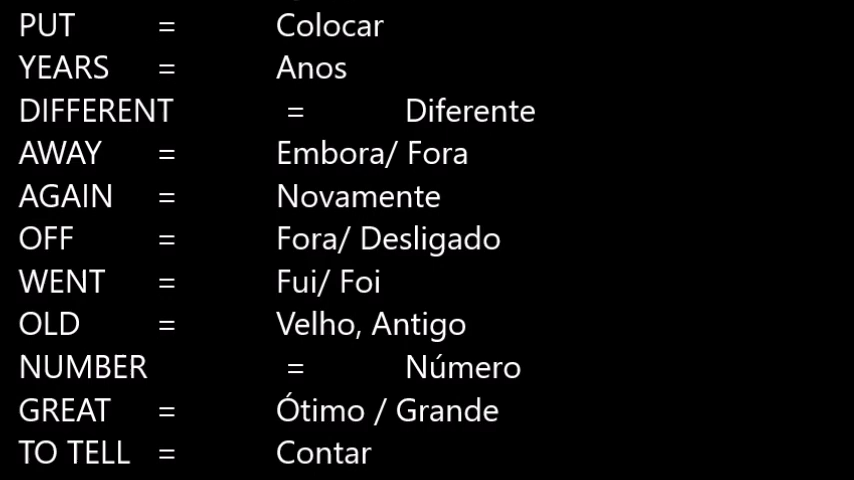 PUT = Colocar
YEARS = Anos
DIFFERENT = Diferente
AWAY = Embora/ Fora
AGAIN = Novamente
OFF = Fora/ Desligado
WENT = Fui/ Foi
OLD = Velho, Antigo
NUMBER = Número
GREAT = Ótimo / Grande
TO TELL = Contar